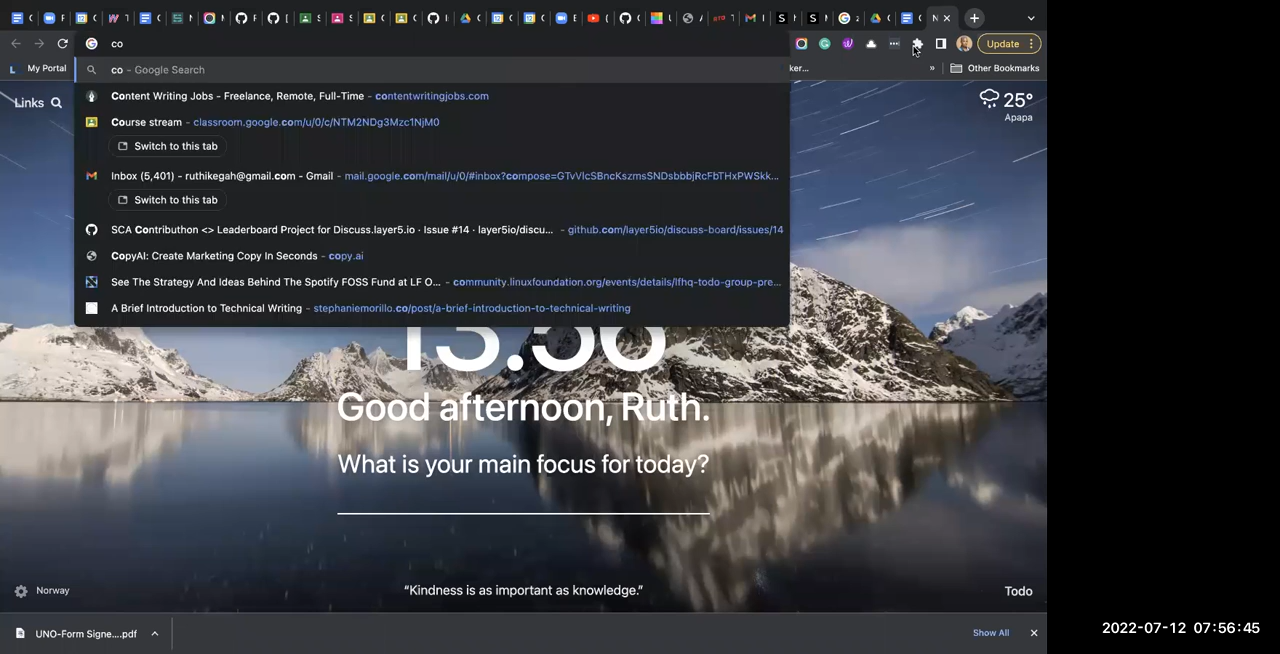 co
Update
My Portal
co - Google Search
ker...
»
Other Bookmarks
Content Writing Jobs - Freelance, Remote, Full-Time - contentwritingjobs.com
Links
25°
Apapa
Course stream - classroom.google.com/u/0/c/NTM2NDg3Mzc1NjM0
Switch to this tab
Inbox (5,401) - ruthikegah@gmail.com - Gmail - mail.google.com/mail/u/0/#inbox?compose=GTvVlcSBncKszmsSNDsbbbjRcFbTHxPWSkk...
Switch to this tab
SCA Contributhon <> Leaderboard Project for Discuss.layer5.io · Issue #14 · layer5io/discu... - github.com/layer5io/discuss-board/issues/14
CopyAI: Create Marketing Copy In Seconds - copy.ai
See The Strategy And Ideas Behind The Spotify FOSS Fund at LF O... - community.linuxfoundation.org/events/details/lfhq-todo-group-pre...
A Brief Introduction to Technical Writing - stephaniemorillo.co/post/a-brief-introduction-to-technical-writing
13:56
Good afternoon, Ruth.
What is your main focus for today?
Norway
“Kindness is as important as knowledge.”
Todo
UNO-Form Signe....pdf
Show All
2022-07-12 07:56:45